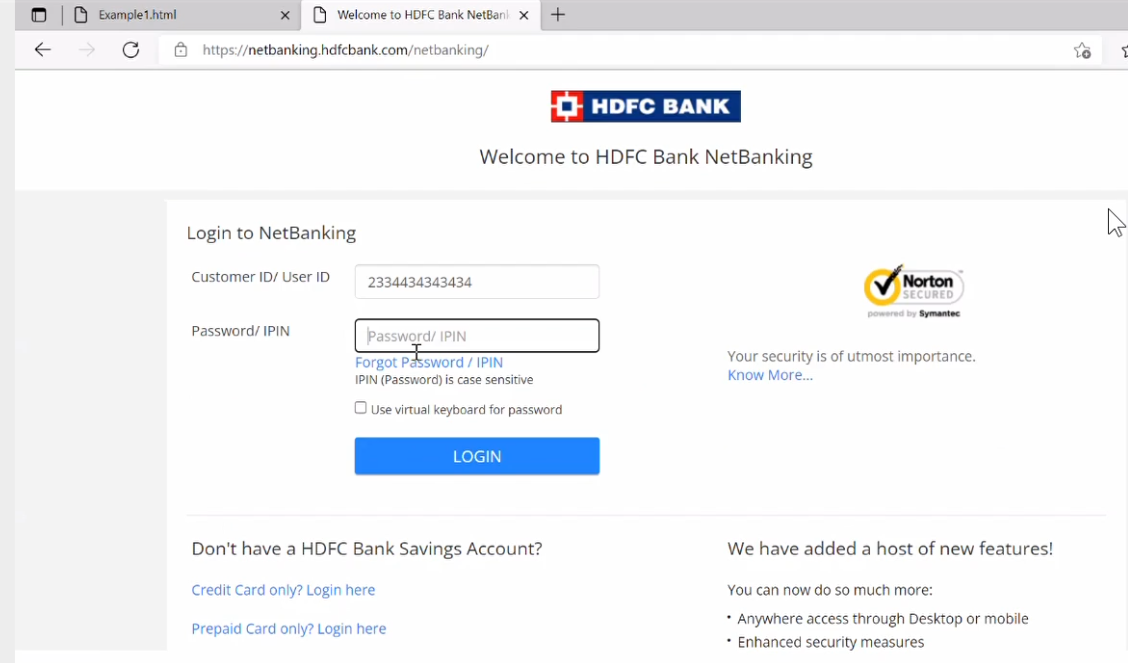 Example1.html
Welcome to HDFC Bank NetBank
https://netbanking.hdfcbank.com/netbanking/
HDFC BANK
Welcome to HDFC Bank NetBanking
Login to NetBanking
Customer ID/ User ID
2334434343434
Norton
SECURED
powered by Symantec
Password/ IPIN
Password/ IPIN
Forgot Password / IPIN
IPIN (Password) is case sensitive
Your security is of utmost importance.
Know More...
Use virtual keyboard for password
LOGIN
Don't have a HDFC Bank Savings Account?
Credit Card only? Login here
Prepaid Card only? Login here
We have added a host of new features!
You can now do so much more:
• Anywhere access through Desktop or mobile
• Enhanced security measures